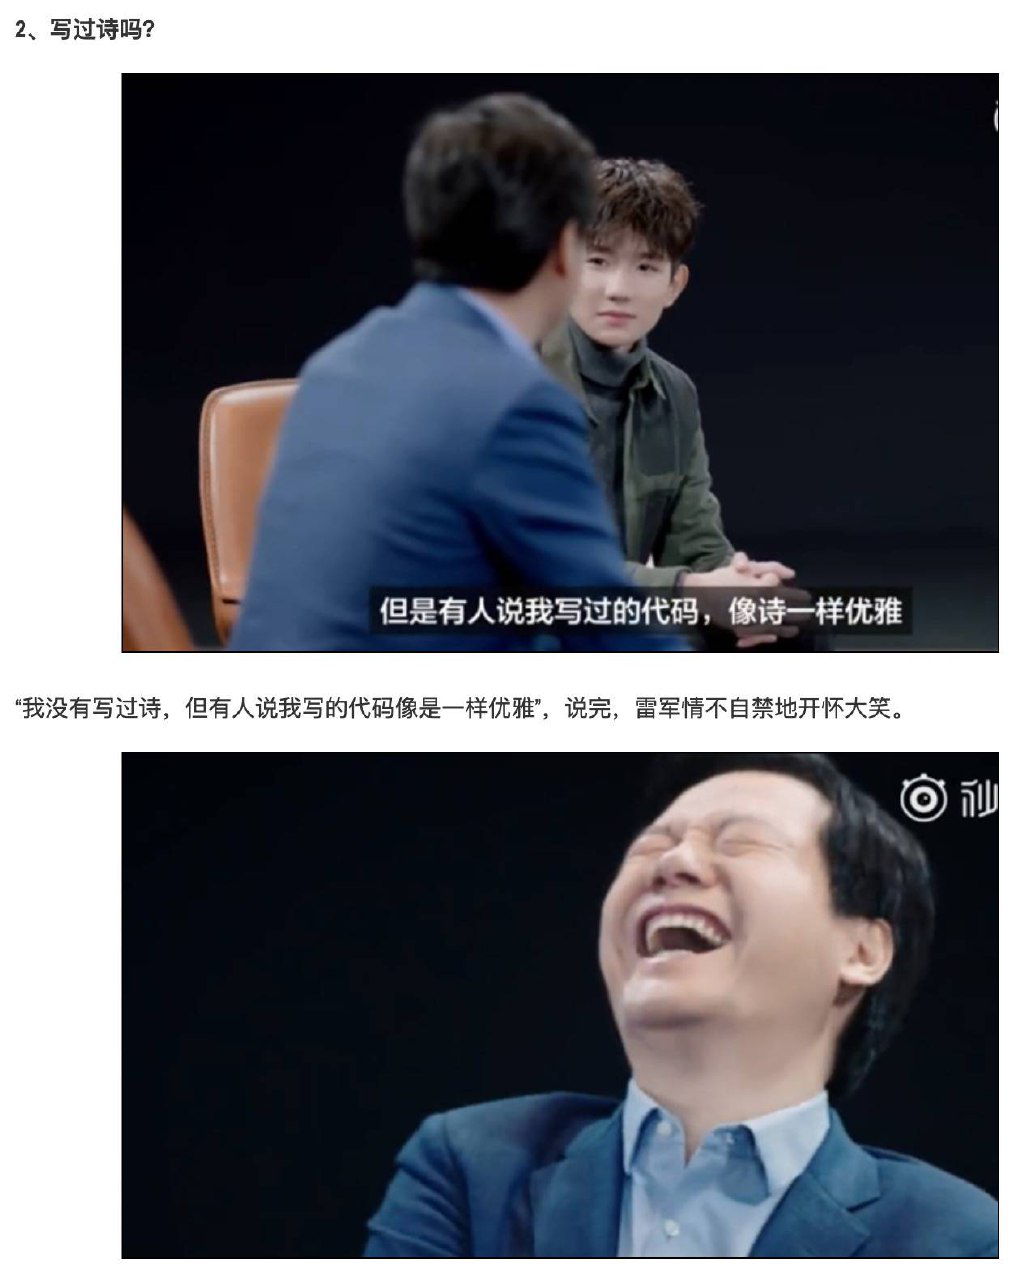 2、写过诗吗？
但是有人说我写过的代码，像诗一样优雅
“我没有写过诗，但有人说我写的代码像是一样优雅”，说完，雷军情不自禁地开怀大笑。
秒